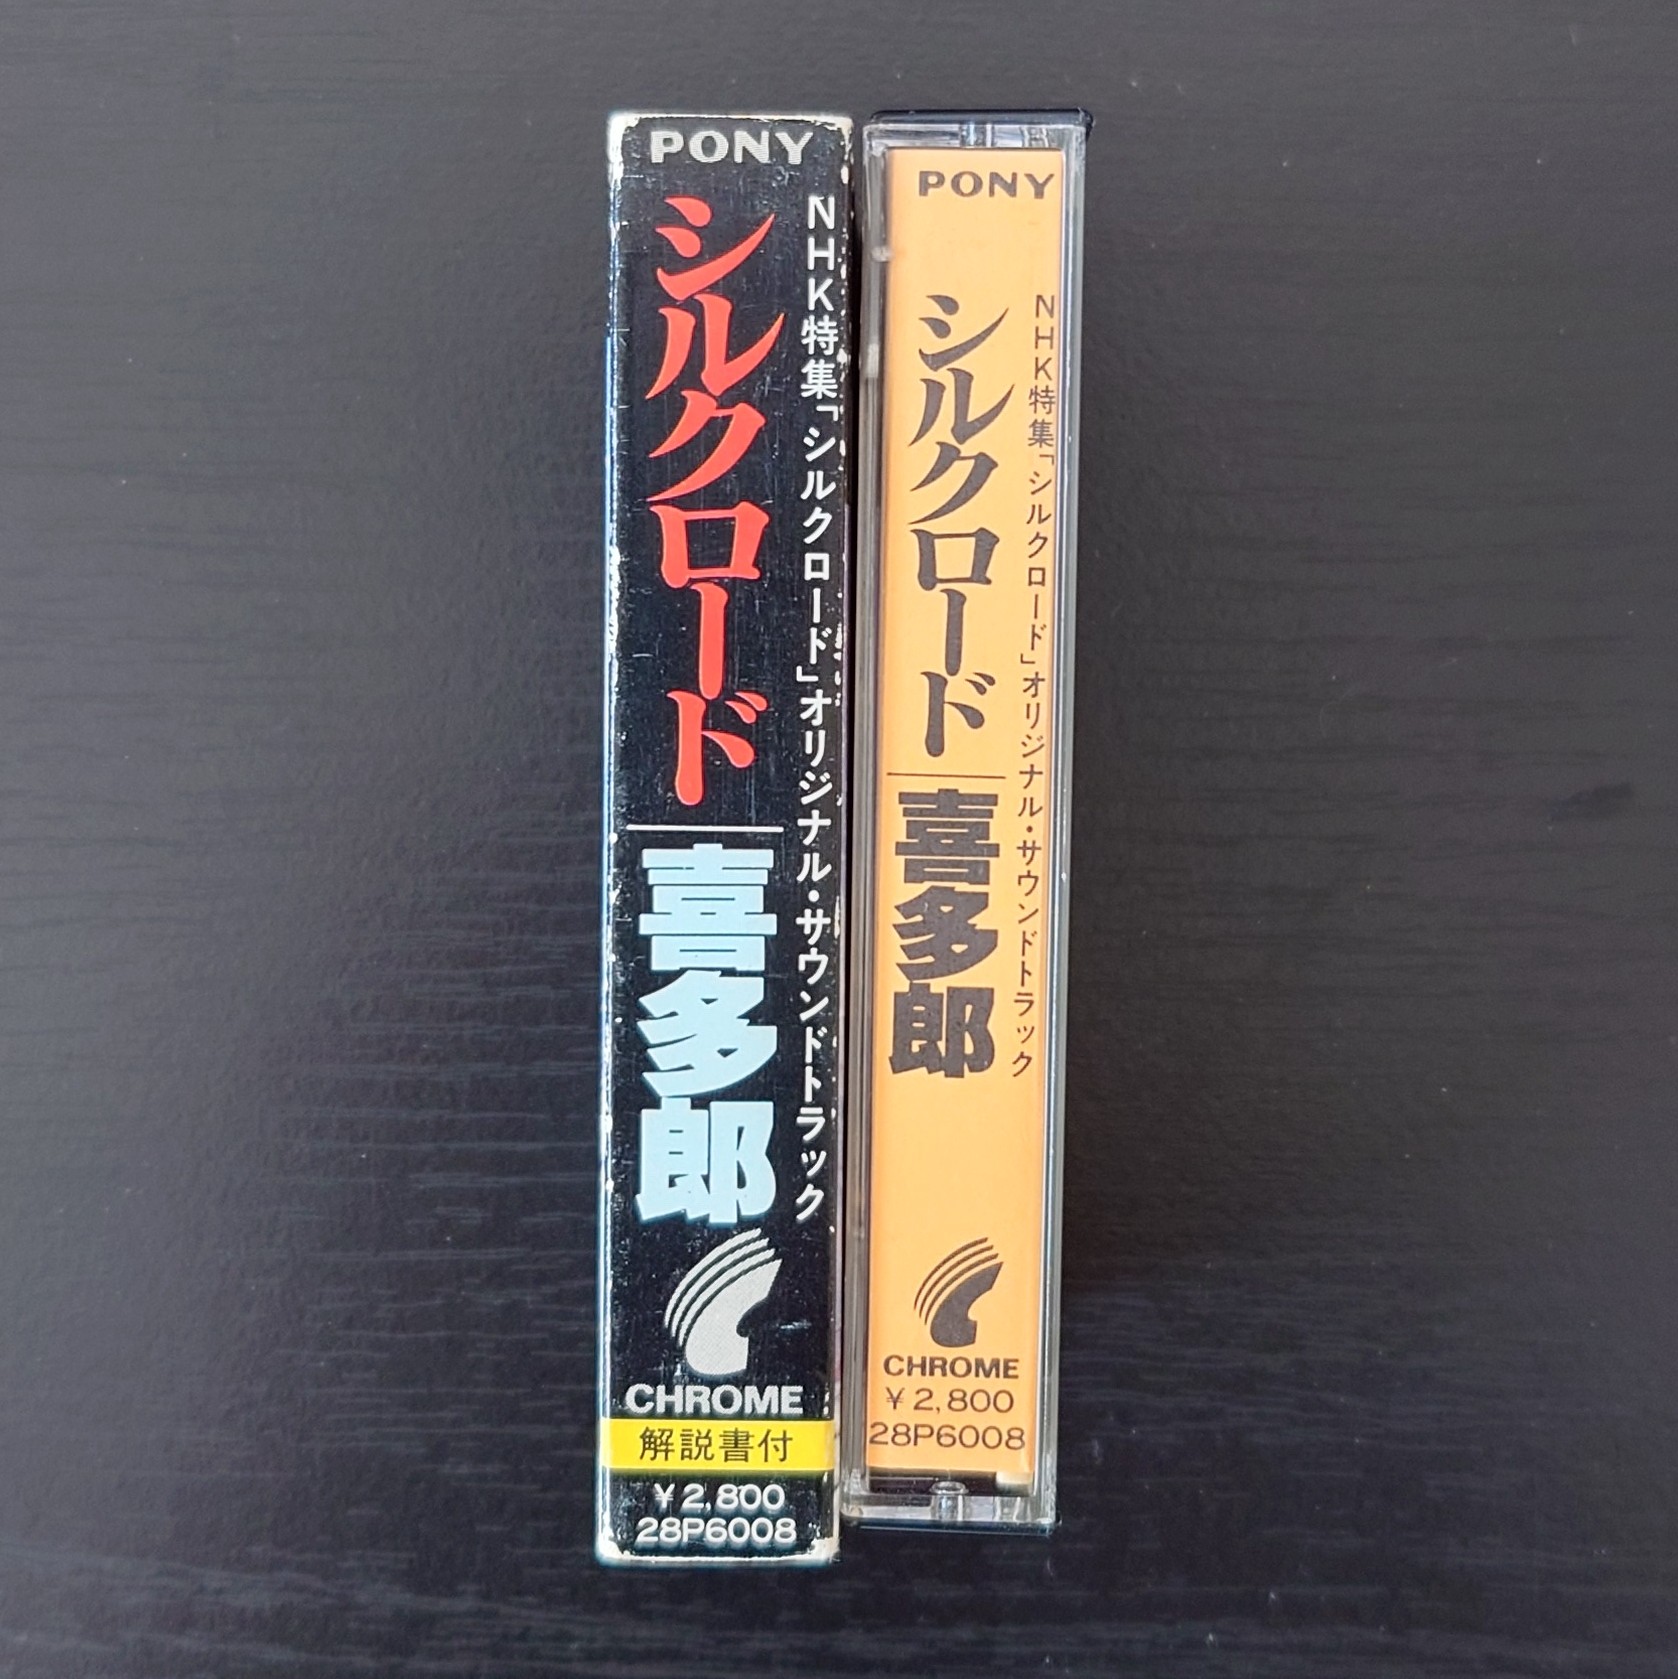 PONY
NHK特集「シルクロード」オリジナル・サウンドトラック
シルクロード
喜多郎
CHROME
解説書付
¥2,800
28P6008
PONY
NHK特集「シルクロード」オリジナル・サウンドトラック
シルクロード
喜多郎
CHROME
¥2,800
28P6008